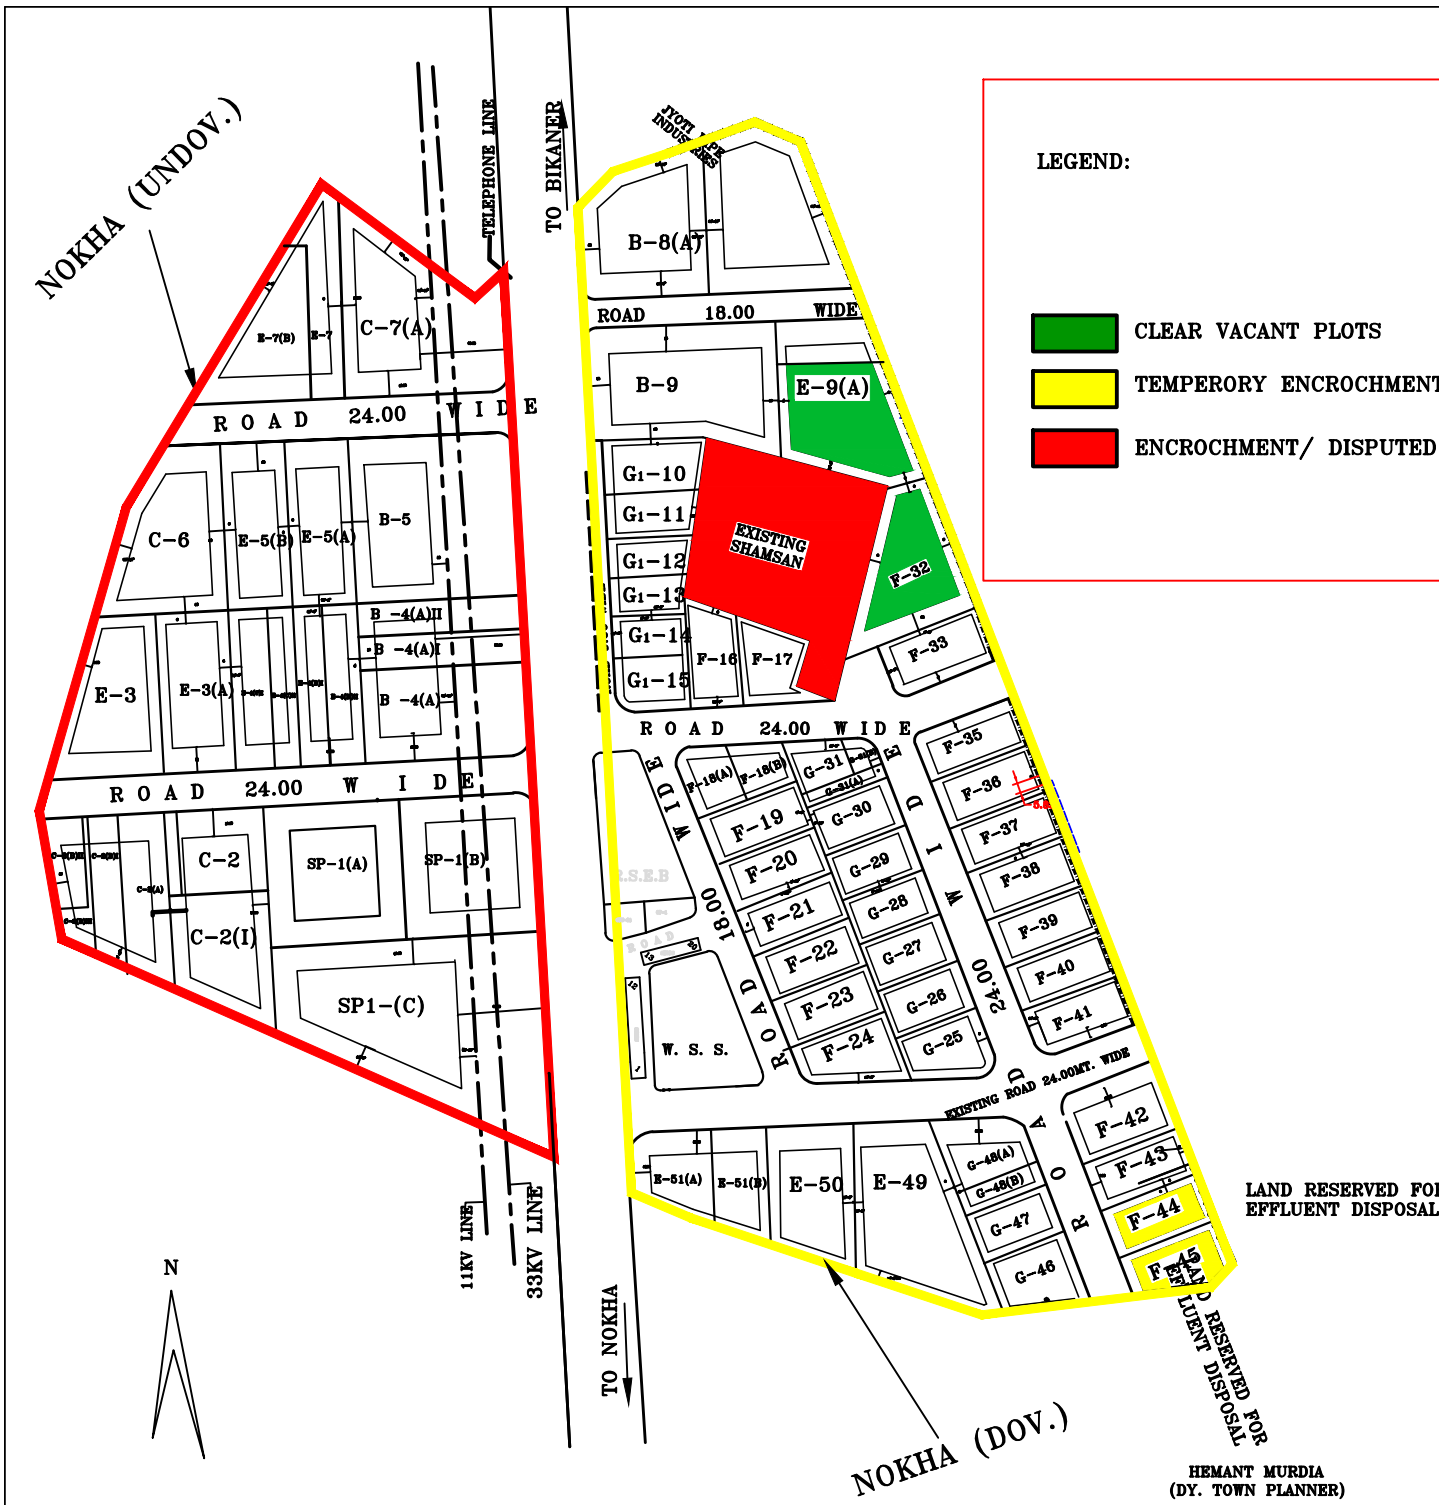 NOKHA (UNDOV.)
TELEPHONE LINE
TO BIKANER
JYOTI
INDUSTRIES
LEGEND:
CLEAR VACANT PLOTS
TEMPERORY ENCROCHMENT
ENCROCHMENT/ DISPUTED
B-8(A)
ROAD 18.00 WIDE
B-9
E-9(A)
E-7(B)
E-7
C-7(A)
ROAD 24.00 WIDE
C-6
E-5(B)
E-5(A)
B-5
B -4(A)II
B -4(A)I
B -4(A)
E-3
E-3(A)
ROAD 24.00 WIDE
C-2
C-2(A)
C-2(I)
SP-1(A)
SP-1(B)
SP1-(C)
G1-10
G1-11
G1-12
G1-13
G1-14
G1-15
EXISTING
SHAMSAN
F-16
F-17
F-32
F-33
ROAD 24.00 WIDE
F-18(A)
F-18(B)
G-31
G-31(A)
F-19
F-20
F-21
F-22
F-23
F-24
G-30
G-29
G-28
G-27
G-26
G-25
F-35
F-36
F-37
F-38
F-39
F-40
F-41
ROAD 18.00 WIDE
ROAD 24.00 WIDE
R.S.E.B
ROAD
W. S. S.
EXISTING ROAD 24.00MT. WIDE
E-51(A)
E-51(B)
E-50
E-49
G-48(A)
G-48(B)
G-47
G-46
F-42
F-43
F-44
F-45
LAND RESERVED FOR
EFFLUENT DISPOSAL
LAND RESERVED FOR
EFFLUENT DISPOSAL
11KV LINE
33KV LINE
TO NOKHA
N
NOKHA (DOV.)
HEMANT MURDIA
(DY. TOWN PLANNER)